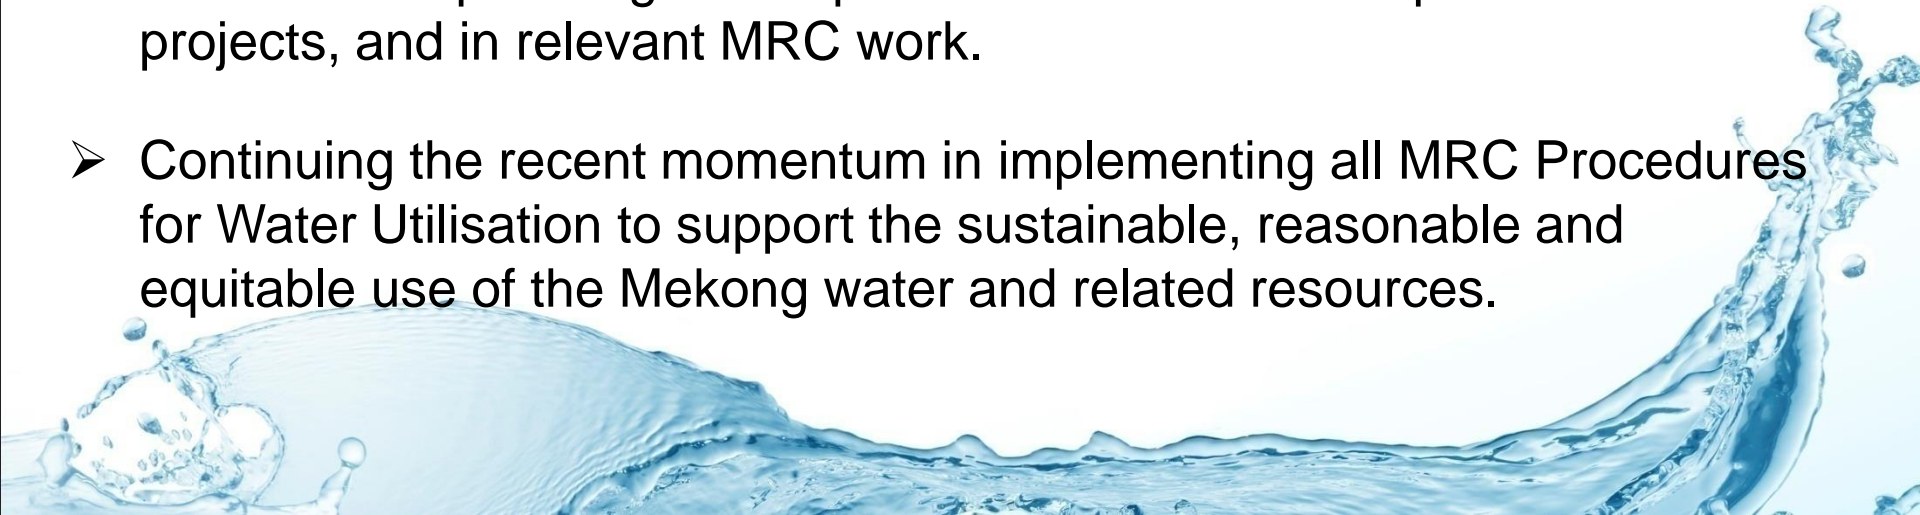 projects, and in relevant MRC work.
➢ Continuing the recent momentum in implementing all MRC Procedures
for Water Utilisation to support the sustainable, reasonable and
equitable use of the Mekong water and related resources.